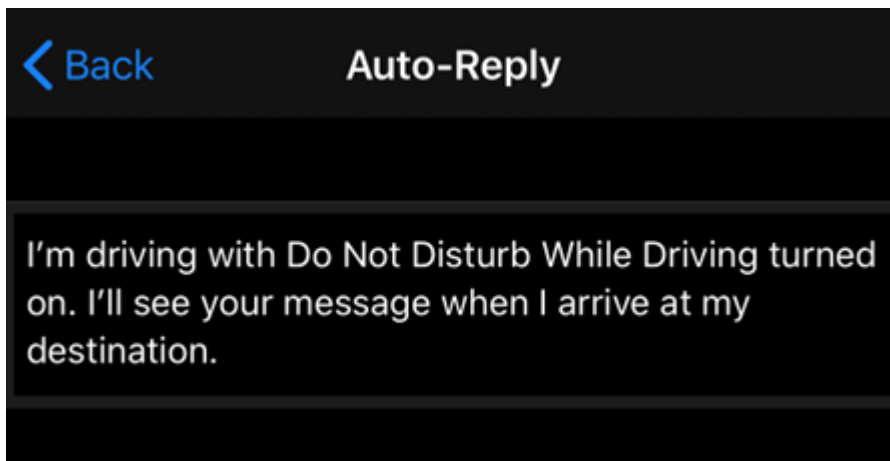 Back
Auto-Reply
I’m driving with Do Not Disturb While Driving turned
on. I’ll see your message when I arrive at my
destination.